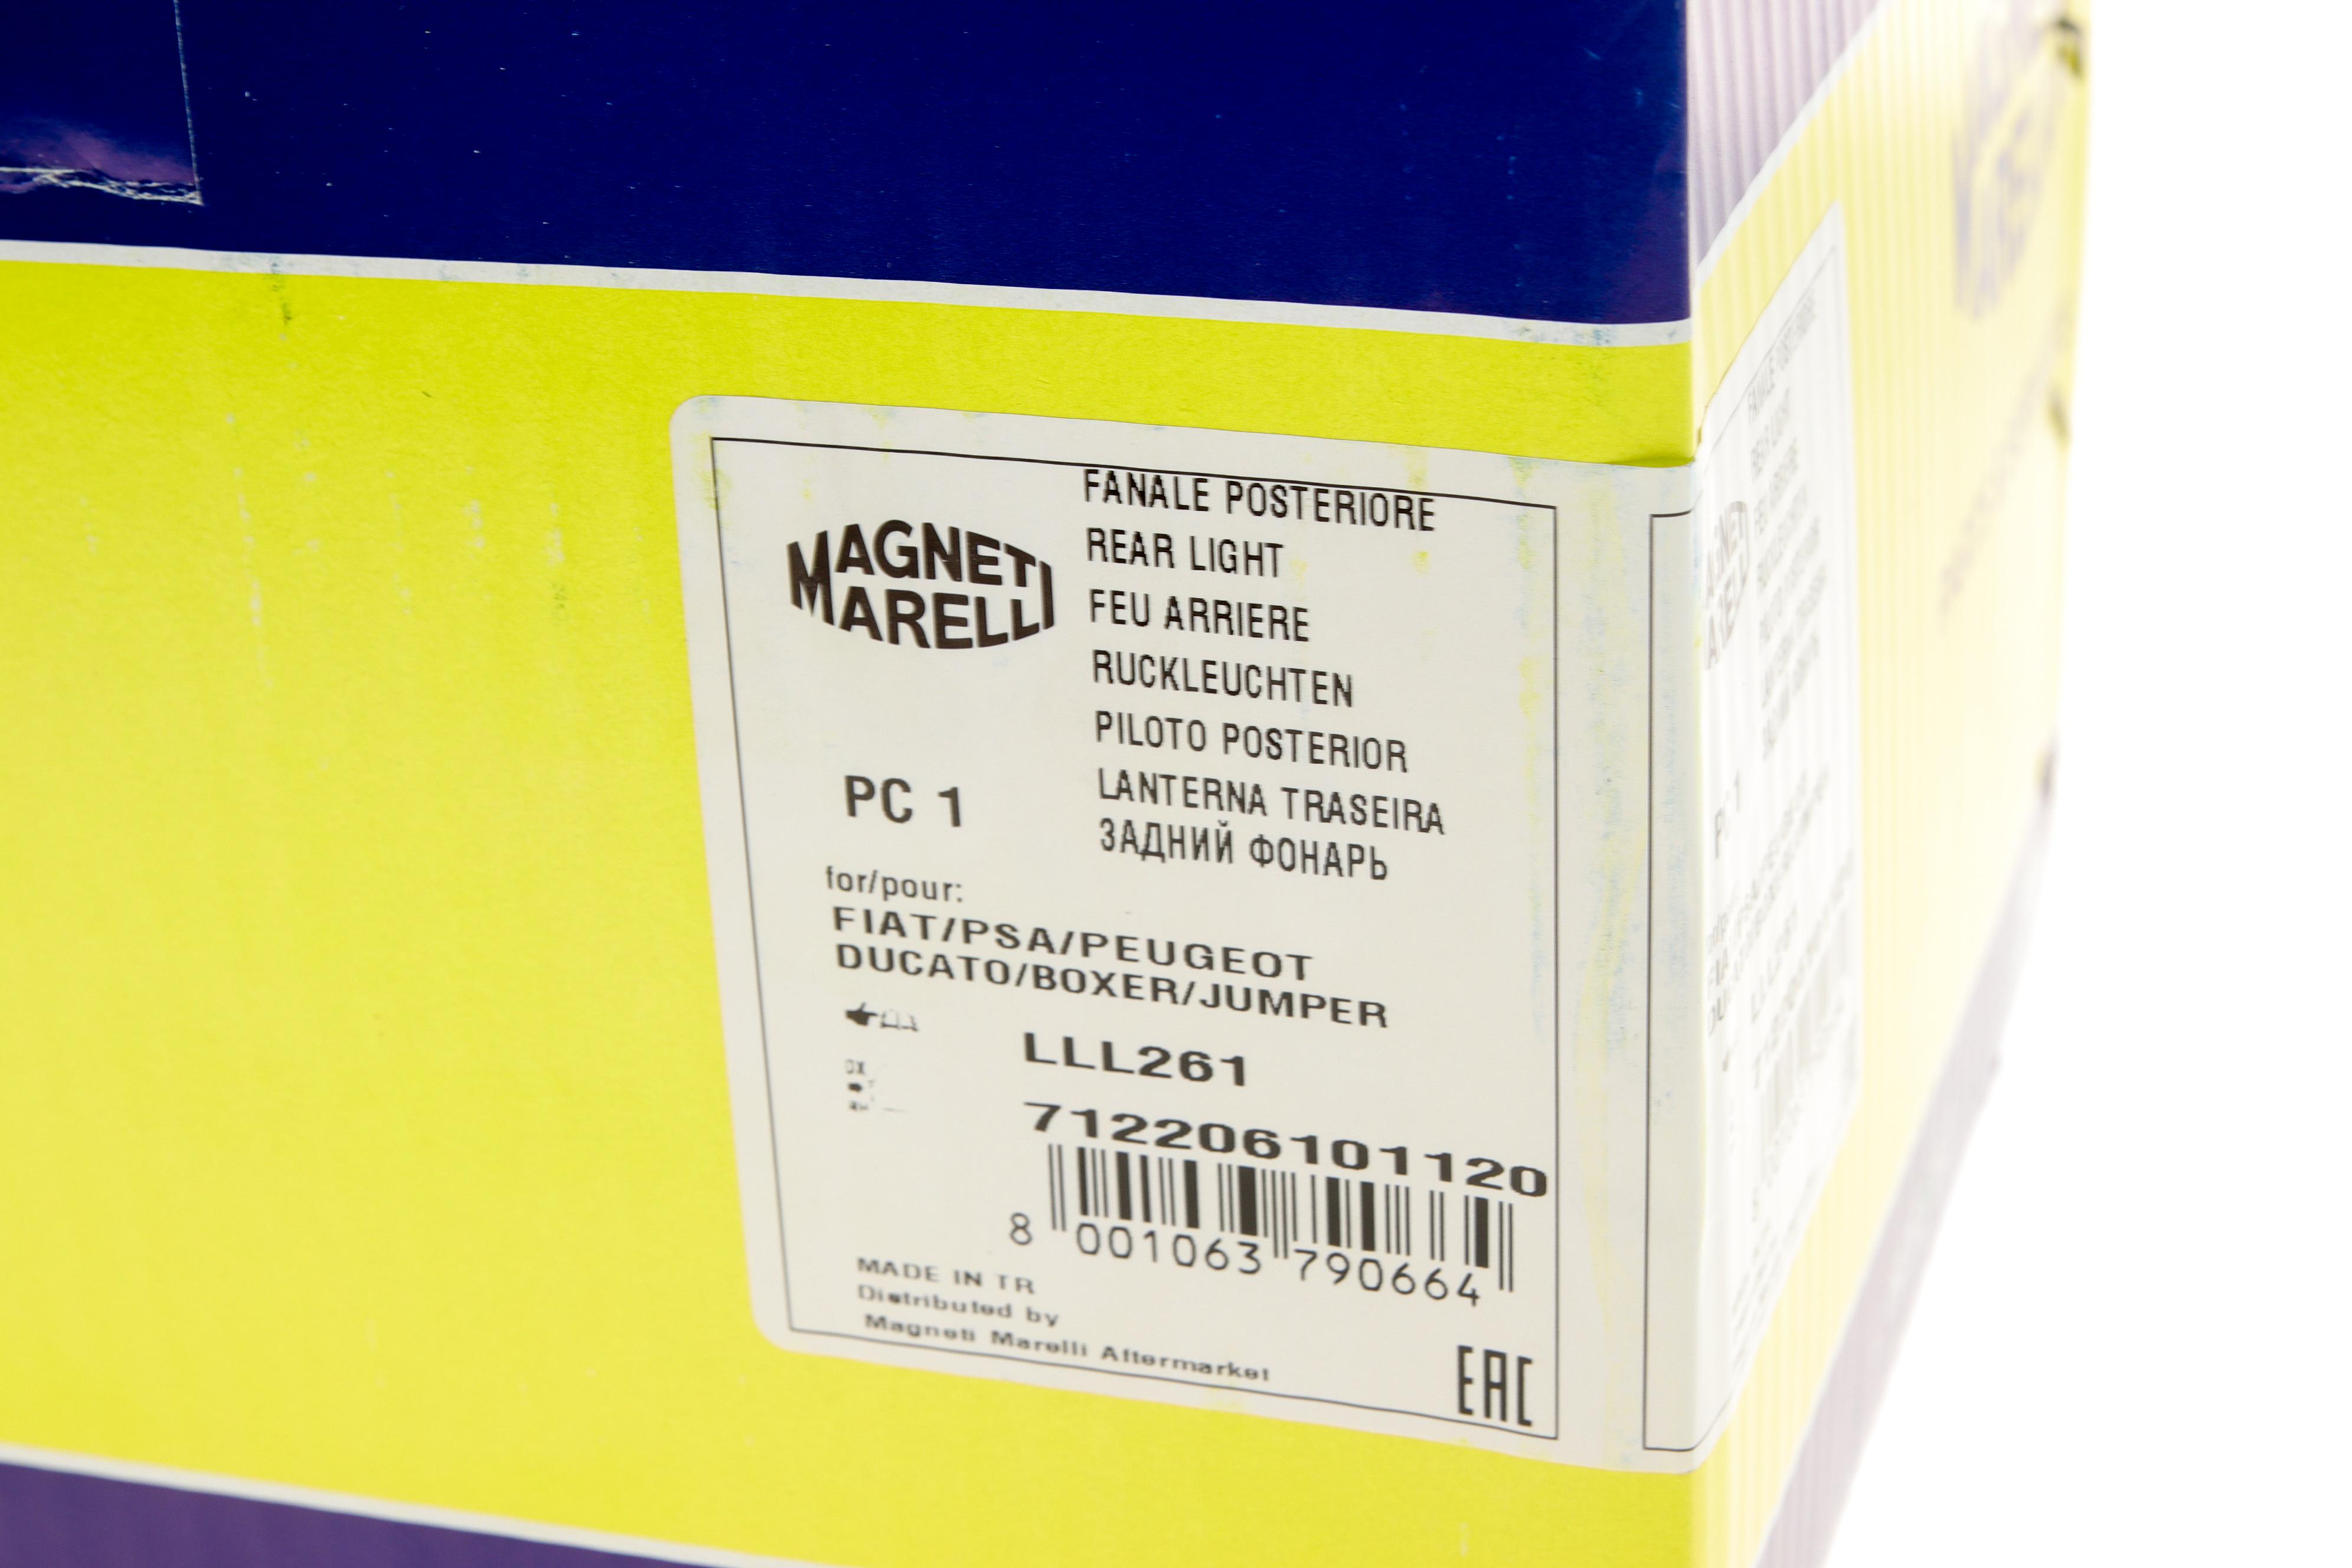 MAGNETI
MARELLI
FANALE POSTERIORE
REAR LIGHT
FEU ARRIERE
RUCKLEUCHTEN
PILOTO POSTERIOR
LANTERNA TRASEIRA
ЗАДНИЙ ФОНАРЬ
PC 1
for/pour:
FIAT/PSA/PEUGEOT
DUCATO/BOXER/JUMPER
LLL261
712206101120
8 001063 790664
MADE IN TR
Distributed by
Magneti Marelli Aftermarket
EAC